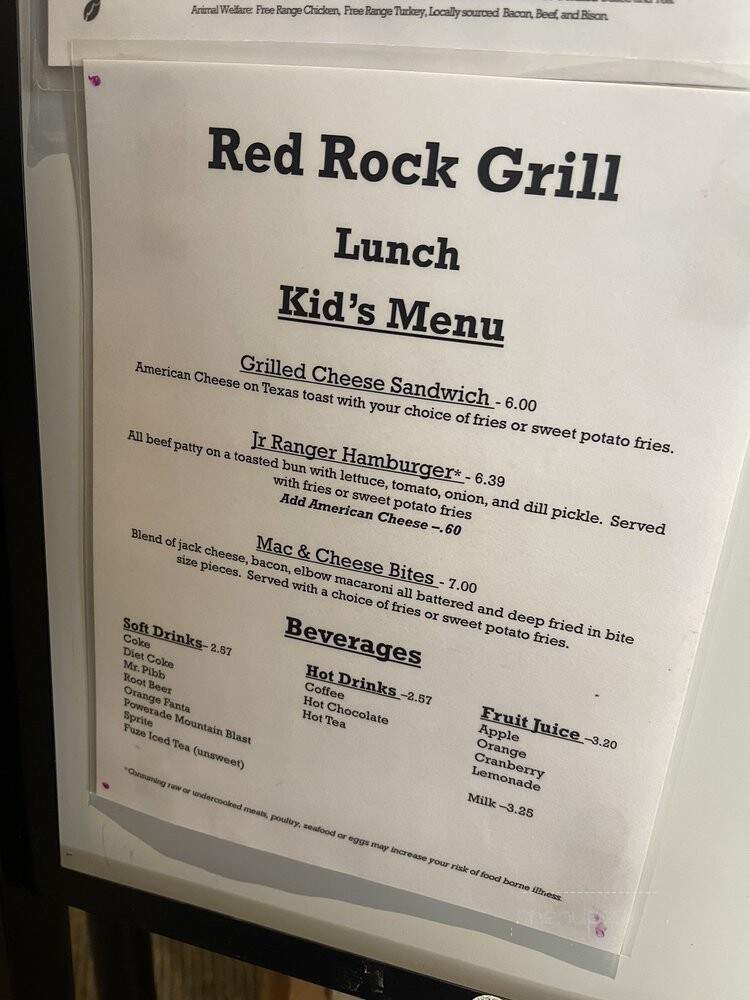 Animal Welfare: Free Range Chicken, Free Range Turkey, Locally sourced Bacon, Beef, and Bison.
Red Rock Grill
Lunch
Kid's Menu
Grilled Cheese Sandwich - 6.00
American Cheese on Texas toast with your choice of fries or sweet potato fries.
Jr Ranger Hamburger* - 6.39
All beef patty on a toasted bun with lettuce, tomato, onion, and dill pickle. Served
with fries or sweet potato fries
Add American Cheese –.60
Mac & Cheese Bites - 7.00
Blend of jack cheese, bacon, elbow macaroni all battered and deep fried in bite
size pieces. Served with a choice of fries or sweet potato fries.
Beverages
Soft Drinks– 2.57
Coke
Diet Coke
Mr. Pibb
Root Beer
Orange Fanta
Powerade Mountain Blast
Sprite
Fuze Iced Tea (unsweet)
Hot Drinks –2.57
Coffee
Hot Chocolate
Hot Tea
Fruit Juice –3.20
Apple
Orange
Cranberry
Lemonade
Milk –3.25
*Consuming raw or undercooked meats, poultry, seafood or eggs may increase your risk of food borne illness.